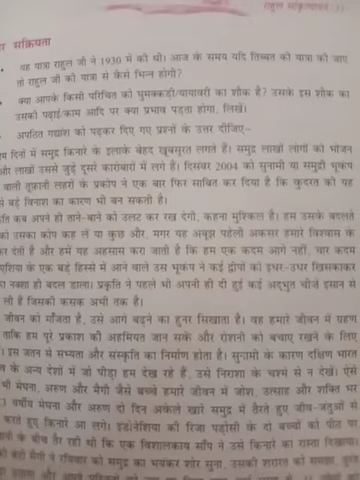 राहुल सांकृत्यायन
सक्रियता
यह यात्रा राहुल जी ने 1930 में की थी। आज के समय यदि तिब्बत की यात्रा की जाए
तो राहुल जी की यात्रा से कैसे भिन्न होगी?
क्या आपके किसी परिचित को घुमक्कड़ी/यायावरी का शौक है? उसके इस शौक का
उसकी पढ़ाई/काम आदि पर क्या प्रभाव पड़ता होगा, लिखें।
अपठित गद्यांश को पढ़कर दिए गए प्रश्नों के उत्तर दीजिए–
म दिनों में समुद्र किनारे के इलाके बेहद खूबसूरत लगते हैं। समुद्र लाखों लोगों को भोजन
और लाखों उससे जुड़े दूसरे कारोबारों में लगे हैं। दिसंबर 2004 को सुनामी या समुद्री भूकंप
वाली तूफ़ानी लहरों के प्रकोप ने एक बार फिर साबित कर दिया है कि कुदरत की यह
बड़े विनाश का कारण भी बन सकती है।
ति कब अपने ही ताने-बाने को उलट कर रख देगी, कहना मुश्किल है। हम उसके बदलते
को उसका कोप कह लें या कुछ और, मगर यह अबूझ पहेली अकसर हमारे विश्वास के
कर देती है और हमें यह अहसास करा जाती है कि हम एक कदम आगे नहीं, चार कदम
एशिया के एक बड़े हिस्से में आने वाले उस भूकंप ने कई द्वीपों को इधर-उधर खिसकाकर
का नक्शा ही बदल डाला। प्रकृति ने पहले भी अपनी ही दी हुई कई अद्भुत चीजें इंसान से
ली हैं जिसकी कसक अभी तक है।
जीवन को माँजता है, उसे आगे बढ़ने का हुनर सिखाता है। वह हमारे जीवन में ग्रहण
ताकि हम पूरे प्रकाश की अहमियत जान सकें और रोशनी को बचाए रखने के लिए
इस जतन से सभ्यता और संस्कृति का निर्माण होता है। सुनामी के कारण दक्षिण भारत
व के अन्य देशों में जो पीड़ा हम देख रहे हैं, उसे निराशा के चश्मे से न देखें। ऐसे
भी मेघना, अरुण और मैगी जैसे बच्चे हमारे जीवन में जोश, उत्साह और शक्ति भर
वर्षीय मेघना और अरुण दो दिन अकेले खारे समुद्र में तैरते हुए जीव-जंतुओं से
करते हुए किनारे आ लगे। इंडोनेशिया की रिजा पड़ोसी के दो बच्चों को पीठ पर
पानी के बीच तैर रही थी कि एक विशालकाय साँप ने उसे किनारे का रास्ता दिखाया।
की बेटी मैगी ने रविवार को समुद्र का भयंकर शोर सुना, उसकी शरारत को समझा, तुरंत